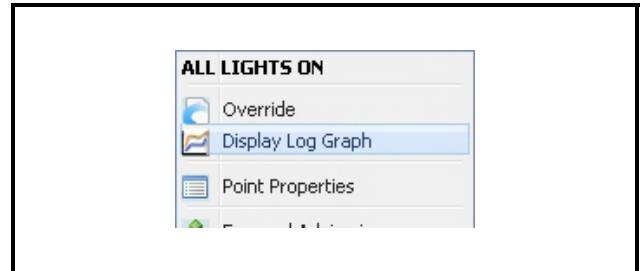 ALL LIGHTS ON
Override
Display Log Graph
Point Properties